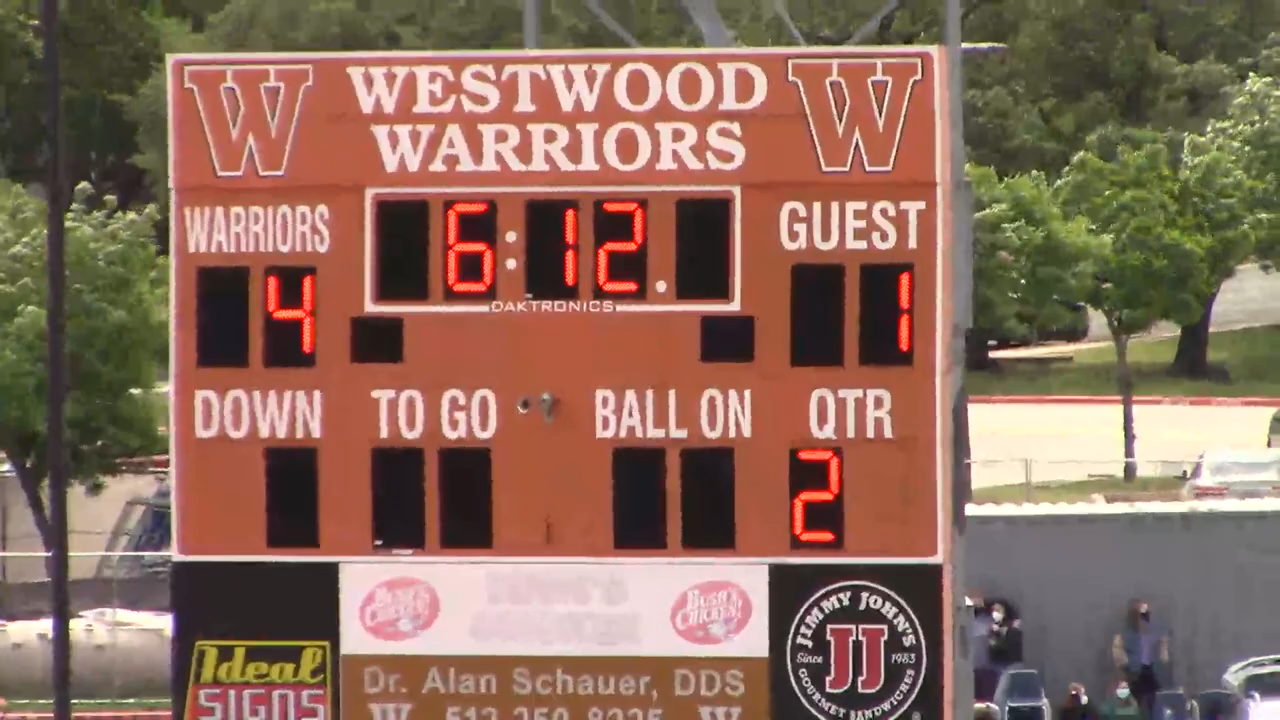 W WESTWOOD W
WARRIORS
WARRIORS 6:12. GUEST
4 DAKTRONICS 1
DOWN TO GO BALL ON QTR
2
BUSH'S CHICKEN BUSH'S CHICKEN
JIMMY JOHN'S
JJ
Since 1983
GOURMET SANDWICHES
Ideal
SIGNS
Dr. Alan Schauer, DDS
W W